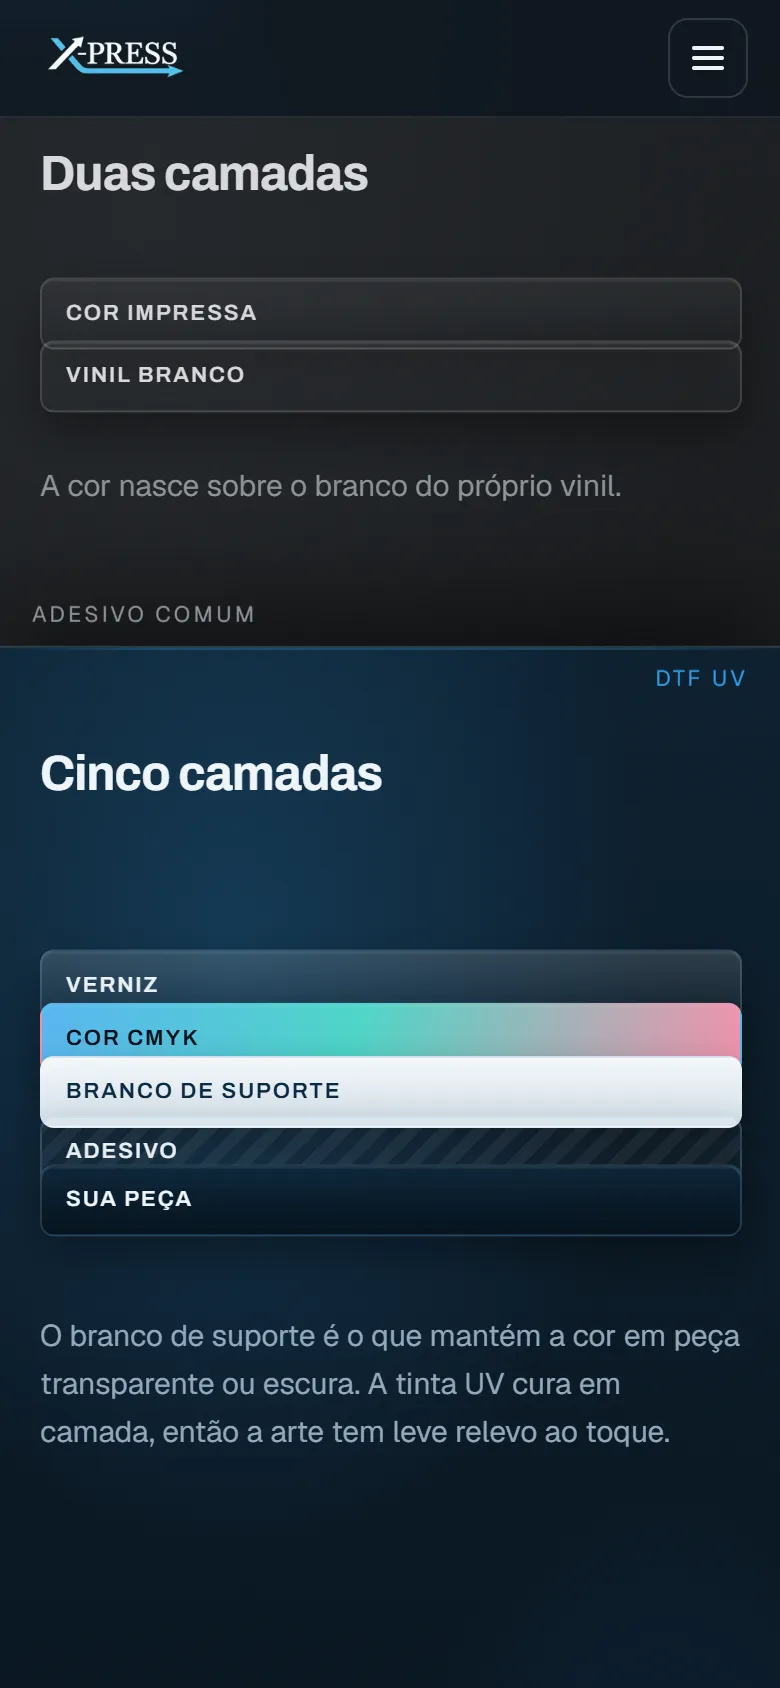 X-PRESS
Duas camadas
COR IMPRESSA
VINIL BRANCO
A cor nasce sobre o branco do próprio vinil.
ADESIVO COMUM
DTF UV
Cinco camadas
VERNIZ
COR CMYK
BRANCO DE SUPORTE
ADESIVO
SUA PEÇA
O branco de suporte é o que mantém a cor em peça
transparente ou escura. A tinta UV cura em
camada, então a arte tem leve relevo ao toque.